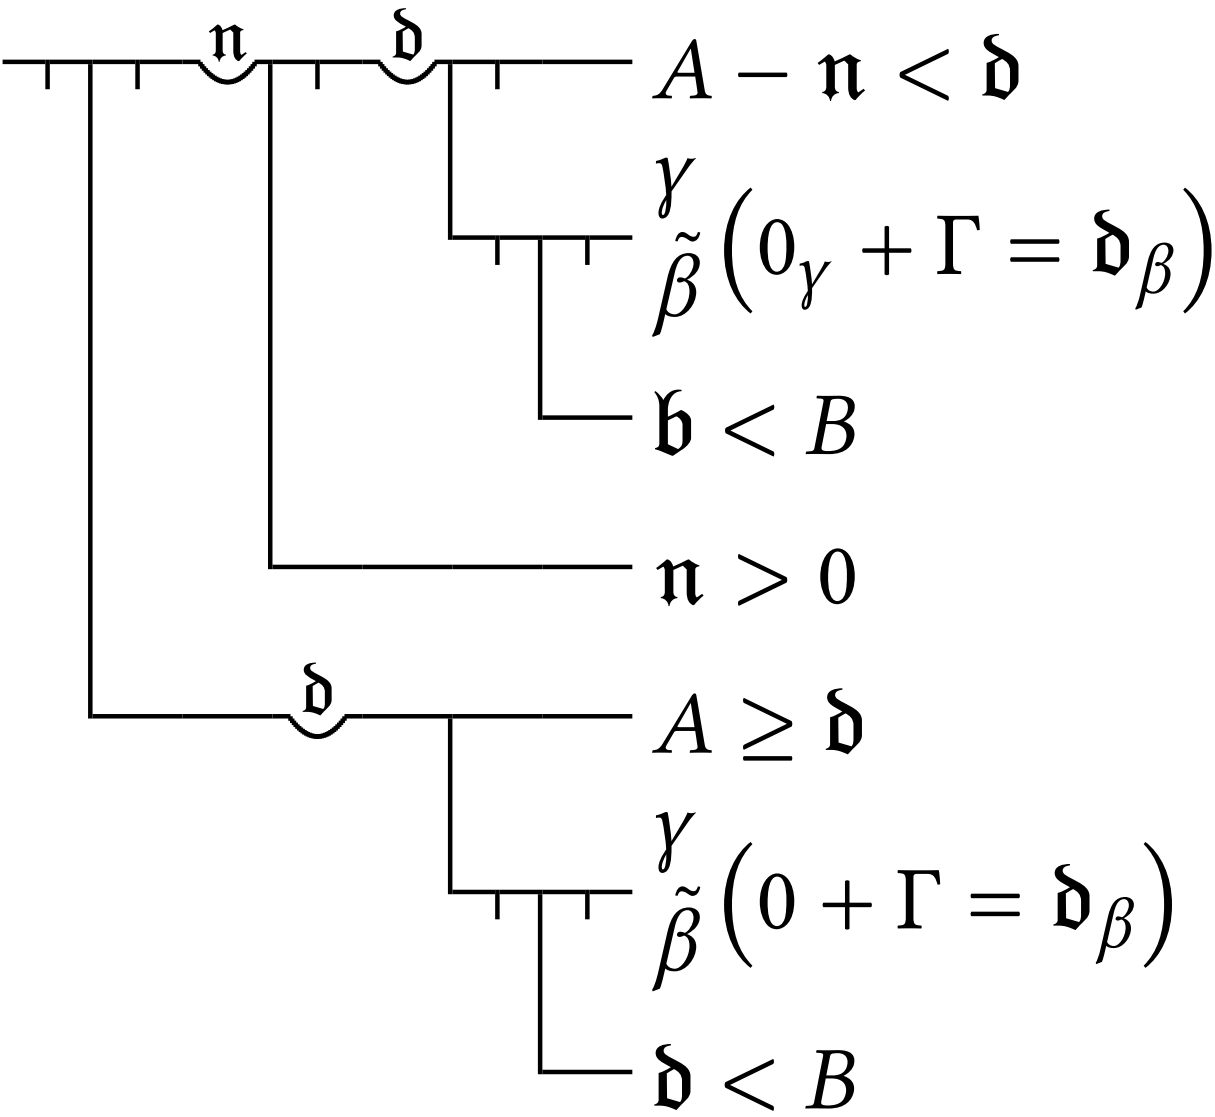 𝔫 𝔡
A − 𝔫 < 𝔡
γ
β̃ (0_γ + Γ = 𝔡_β)
𝔟 < B
𝔫 > 0
𝔡
A ≥ 𝔡
γ
β̃ (0 + Γ = 𝔡_β)
𝔡 < B